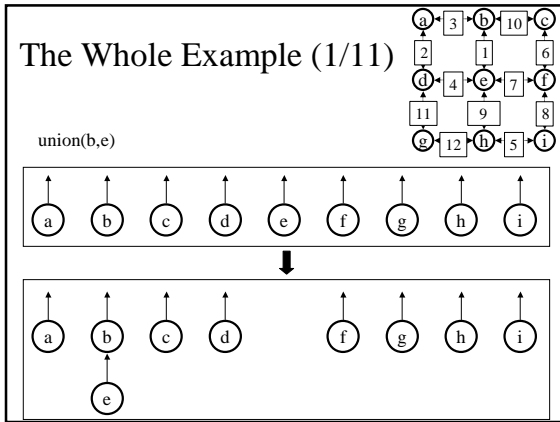 The Whole Example (1/11)
a 3 b 10 c
2 1 6
d 4 e 7 f
11 9 8
g 12 h 5 i
union(b,e)
a b c d e f g h i
a b c d f g h i
e